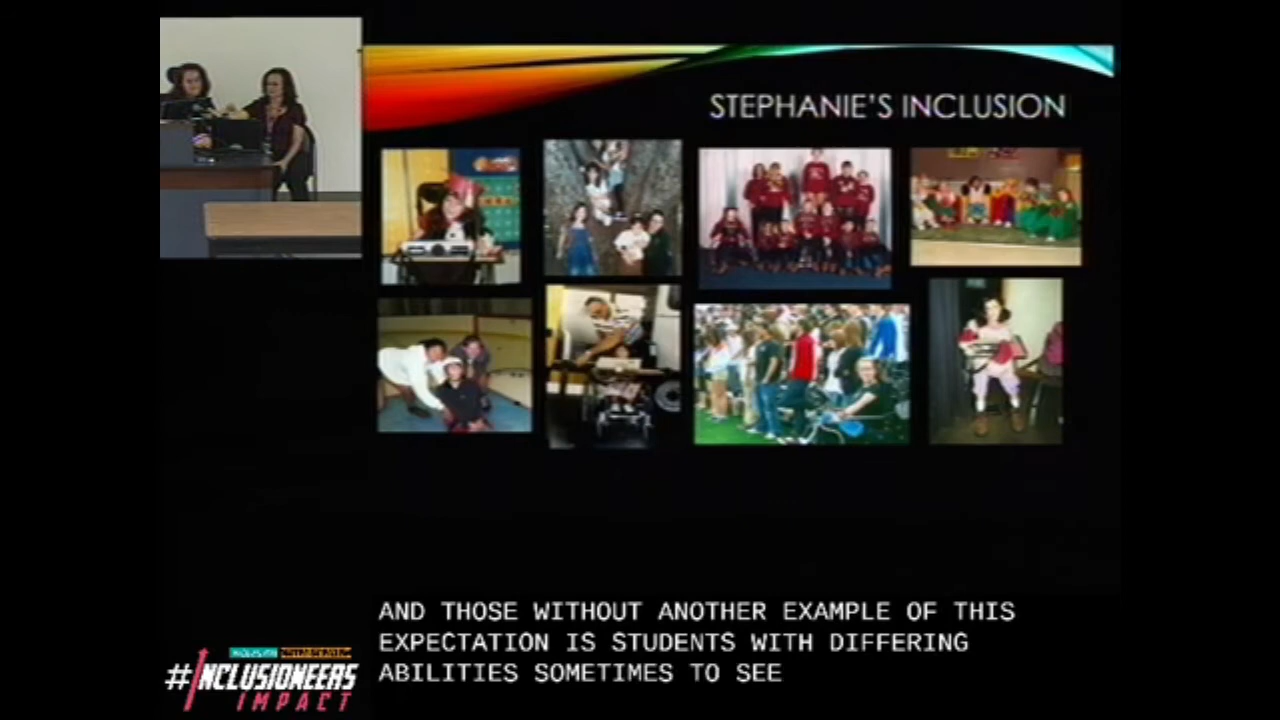 STEPHANIE'S INCLUSION
AND THOSE WITHOUT ANOTHER EXAMPLE OF THIS
EXPECTATION IS STUDENTS WITH DIFFERING
ABILITIES SOMETIMES TO SEE
#INCLUSIONEERS
IMPACT